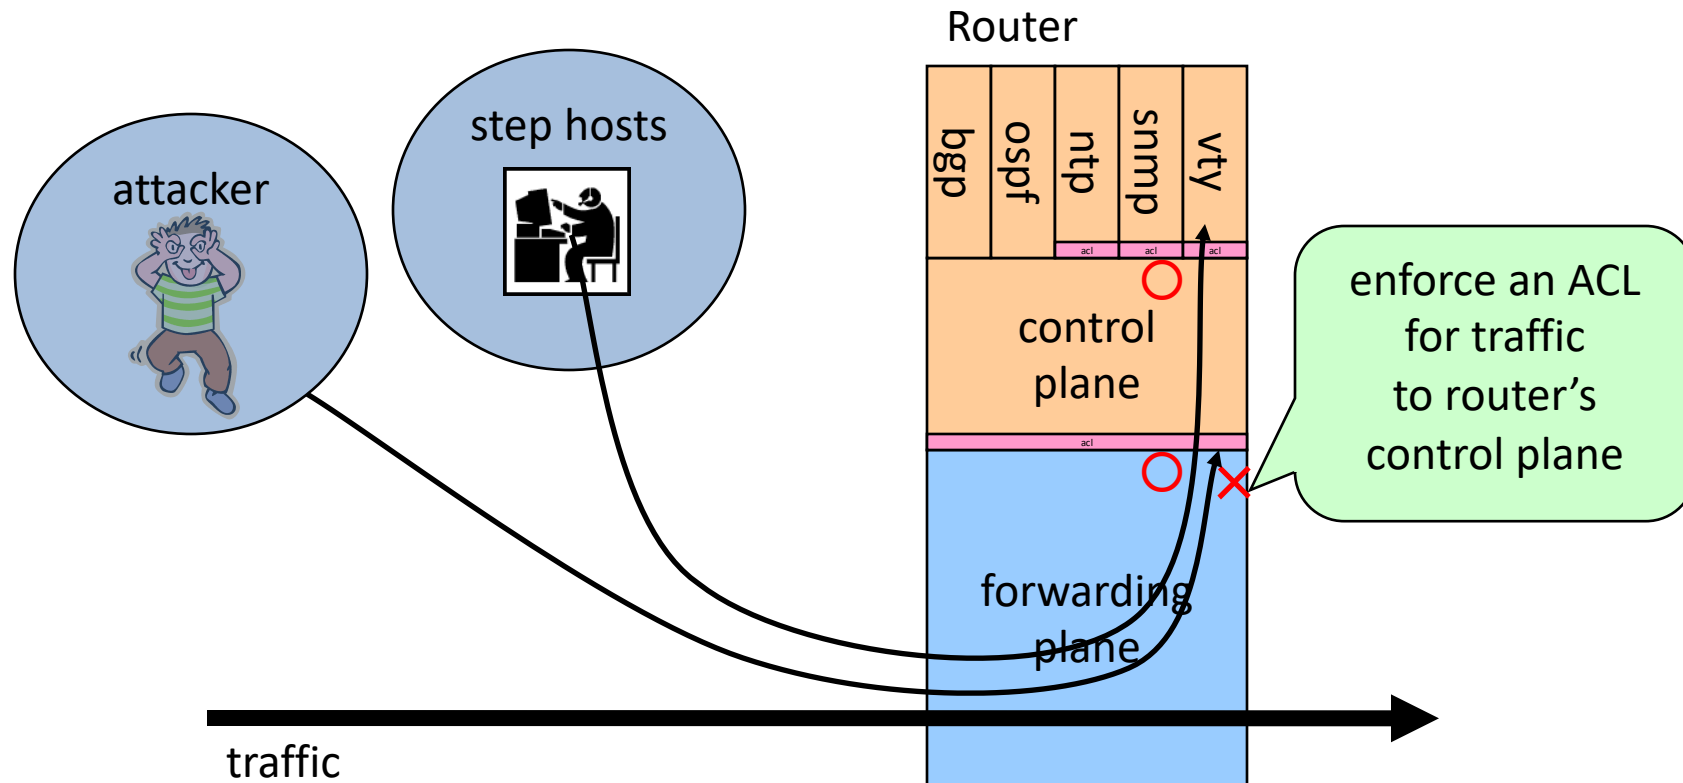 Router
attacker
step hosts
bgp
ospf
ntp
snmp
vty
acl
acl
acl
control
plane
acl
enforce an ACL
for traffic
to router’s
control plane
forwarding
plane
traffic